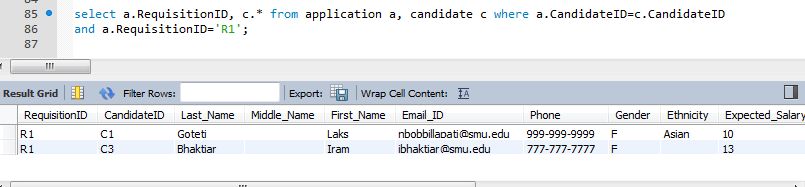 85 select a.RequisitionID, c.* from application a, candidate c where a.CandidateID=c.CandidateID
86 and a.RequisitionID='R1';
87
Result Grid Filter Rows: Export: Wrap Cell Content:
RequisitionID CandidateID Last_Name Middle_Name First_Name Email_ID Phone Gender Ethnicity Expected_Salary
R1 C1 Goteti Laks nbobbillapati@smu.edu 999-999-9999 F Asian 10
R1 C3 Bhaktiar Iram ibhaktiar@smu.edu 777-777-7777 F 13